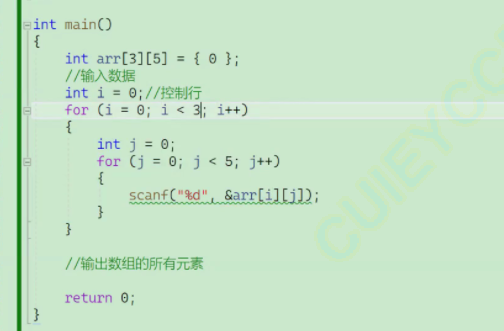 int main()
{
    int arr[3][5] = { 0 };
    //输入数据
    int i = 0;//控制行
    for (i = 0; i < 3; i++)
    {
        int j = 0;
        for (j = 0; j < 5; j++)
        {
            scanf("%d", &arr[i][j]);
        }
    }

    //输出数组的所有元素

    return 0;
}